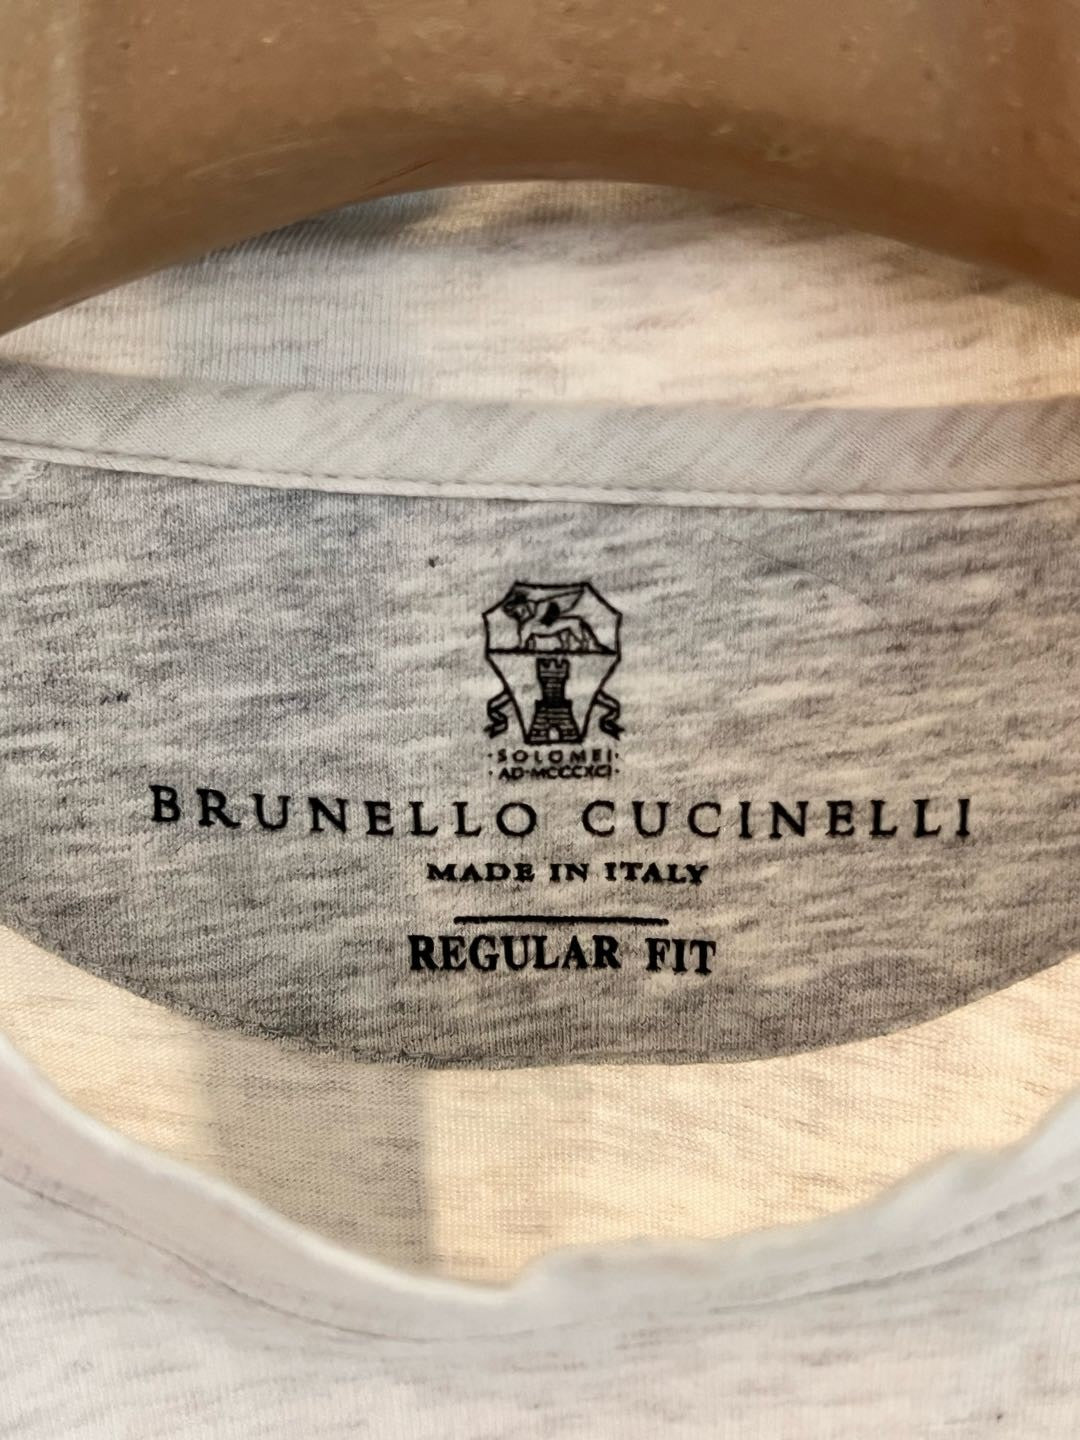 ·SOLOMEI·
·AD·MCCCXCI·
BRUNELLO CUCINELLI
MADE IN ITALY
REGULAR FIT